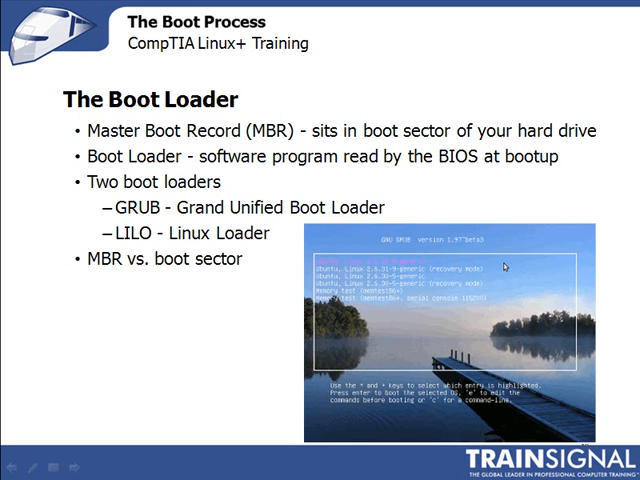 The Boot Process
CompTIA Linux+ Training
The Boot Loader
• Master Boot Record (MBR) - sits in boot sector of your hard drive
• Boot Loader - software program read by the BIOS at bootup
• Two boot loaders
– GRUB - Grand Unified Boot Loader
– LILO - Linux Loader
• MBR vs. boot sector
GNU GRUB version 1.97~beta3
Ubuntu, Linux 2.6.31-9-generic (recovery mode)
Ubuntu, Linux 2.6.30-5-generic
Ubuntu, Linux 2.6.30-5-generic (recovery mode)
Memory test (memtest86+)
Memory test (memtest86+, serial console 115200)
Use the ^ and keys to select which entry is highlighted.
Press enter to boot the selected OS, 'e' to edit the
commands before booting or 'c' for a command-line.
TRAINSIGNAL
THE GLOBAL LEADER IN PROFESSIONAL COMPUTER TRAINING